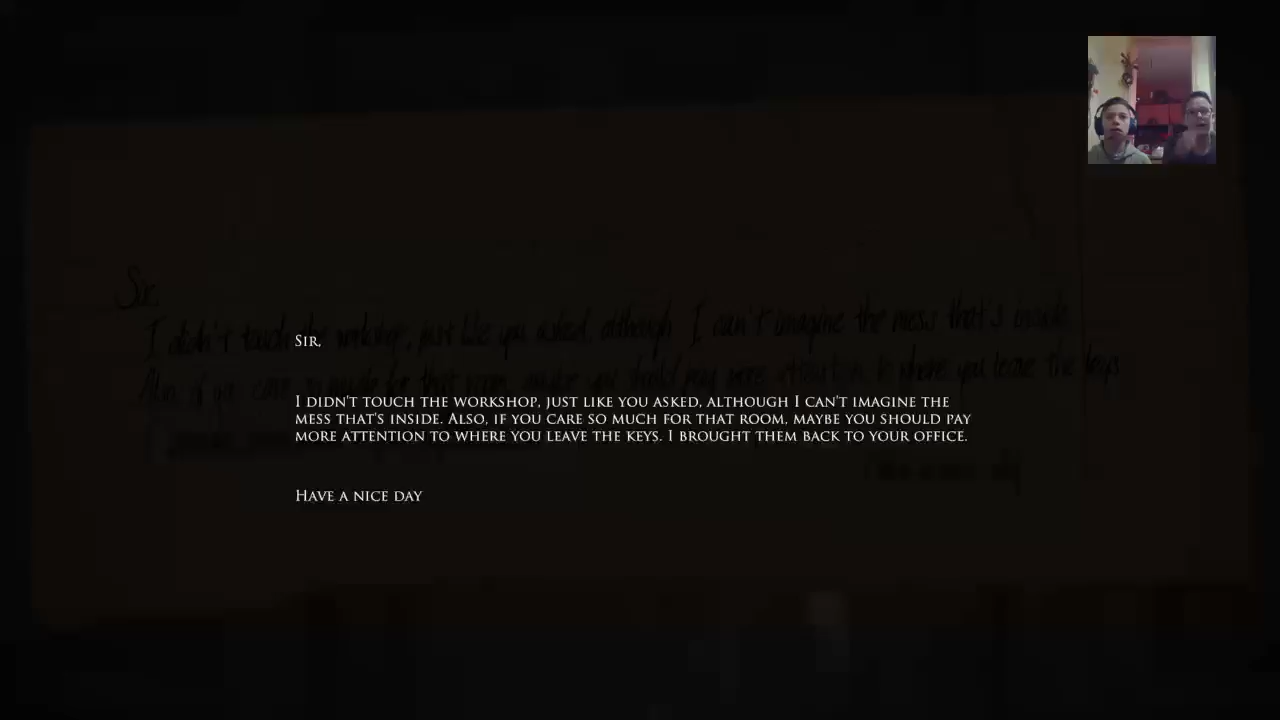 Sir,
I didn't touch the workshop, just like you asked, although I can't imagine the
mess that's inside. Also, if you care so much for that room, maybe you should pay
more attention to where you leave the keys. I brought them back to your office.
Have a nice day